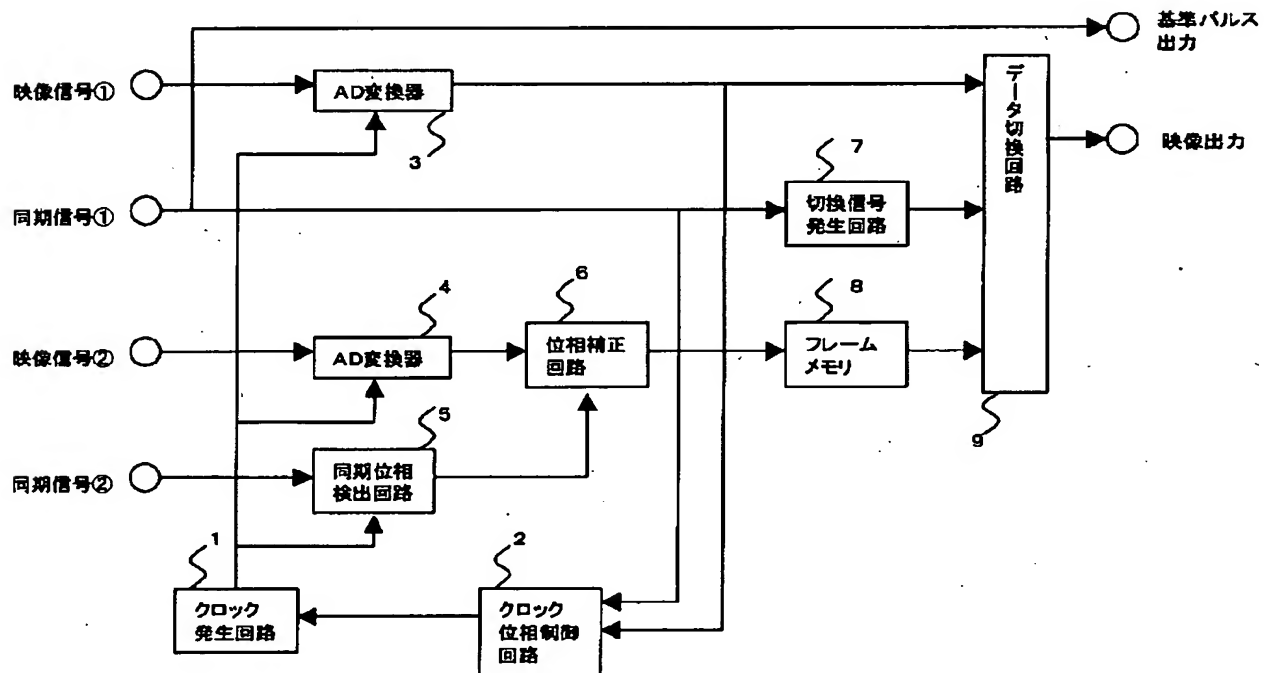 基準パルス
出力
映像信号①
AD変換器
3
データ切換回路
映像出力
7
同期信号①
切換信号
発生回路
6
4
8
映像信号②
AD変換器
位相補正
回路
フレーム
メモリ
5
9
同期信号②
同期位相
検出回路
1
2
クロック
発生回路
クロック
位相制御
回路